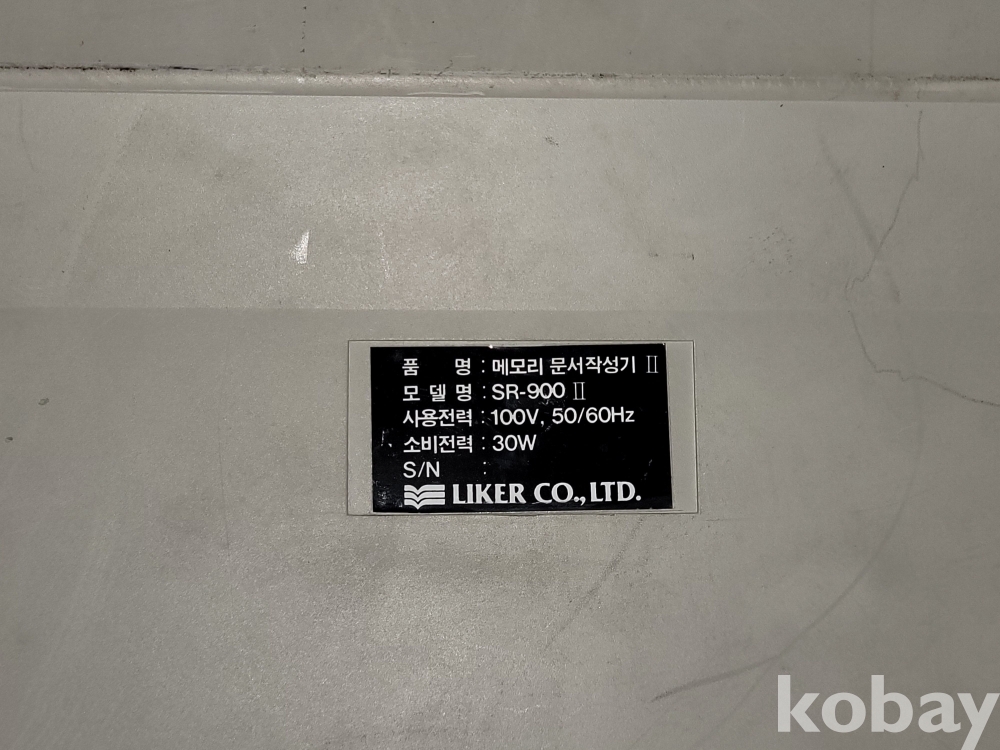 품 명 : 메모리 문서작성기 Ⅱ
모 델 명 : SR-900 Ⅱ
사용전력 : 100V, 50/60Hz
소비전력 : 30W
S/N :
LIKER CO., LTD.
kobay